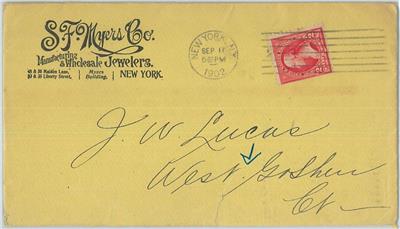 S.F. Myers Co.
Manufacturing
& Wholesale Jewelers.
48 & 50 Maiden Lane,
33 & 35 Liberty Street,
Myers
Building,
NEW YORK.
NEW YORK, N.Y.
SEP 17
6 PM
1902
J. W. Lucas
West Goshen
Ct